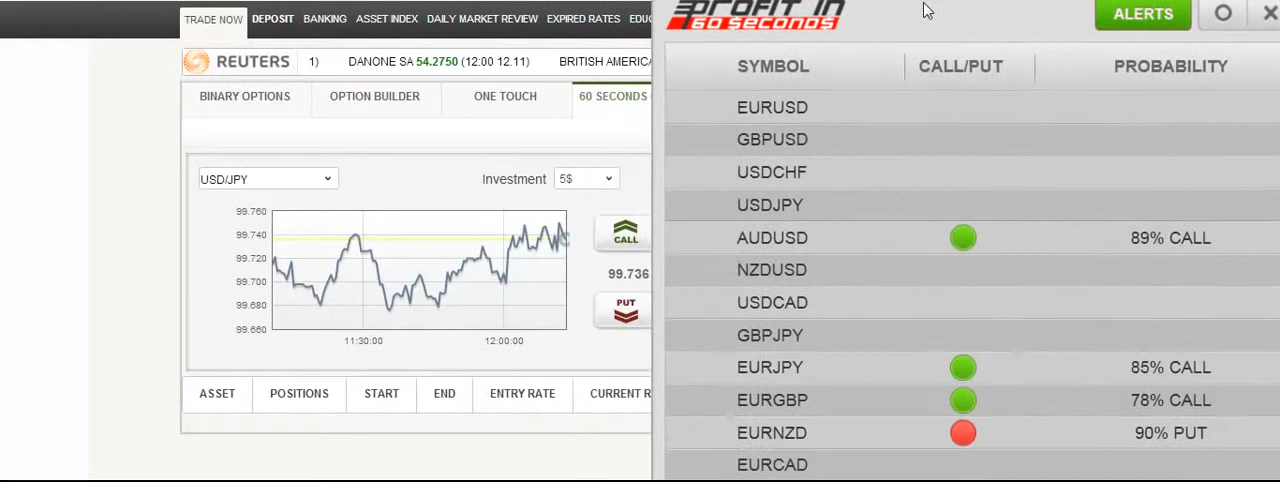 TRADE NOW DEPOSIT BANKING ASSET INDEX DAILY MARKET REVIEW EXPIRED RATES EDUC
REUTERS 1) DANONE SA 54.2750 (12:00 12.11) BRITISH AMERICA
BINARY OPTIONS OPTION BUILDER ONE TOUCH 60 SECONDS
USD/JPY Investment 5$
99.760
99.740
99.720
99.700
99.680
99.660
11:30:00 12:00:00
CALL
99.736
PUT
ASSET POSITIONS START END ENTRY RATE CURRENT R
PROFIT IN
60 SECONDS
ALERTS
SYMBOL CALL/PUT PROBABILITY
EURUSD
GBPUSD
USDCHF
USDJPY
AUDUSD 89% CALL
NZDUSD
USDCAD
GBPJPY
EURJPY 85% CALL
EURGBP 78% CALL
EURNZD 90% PUT
EURCAD